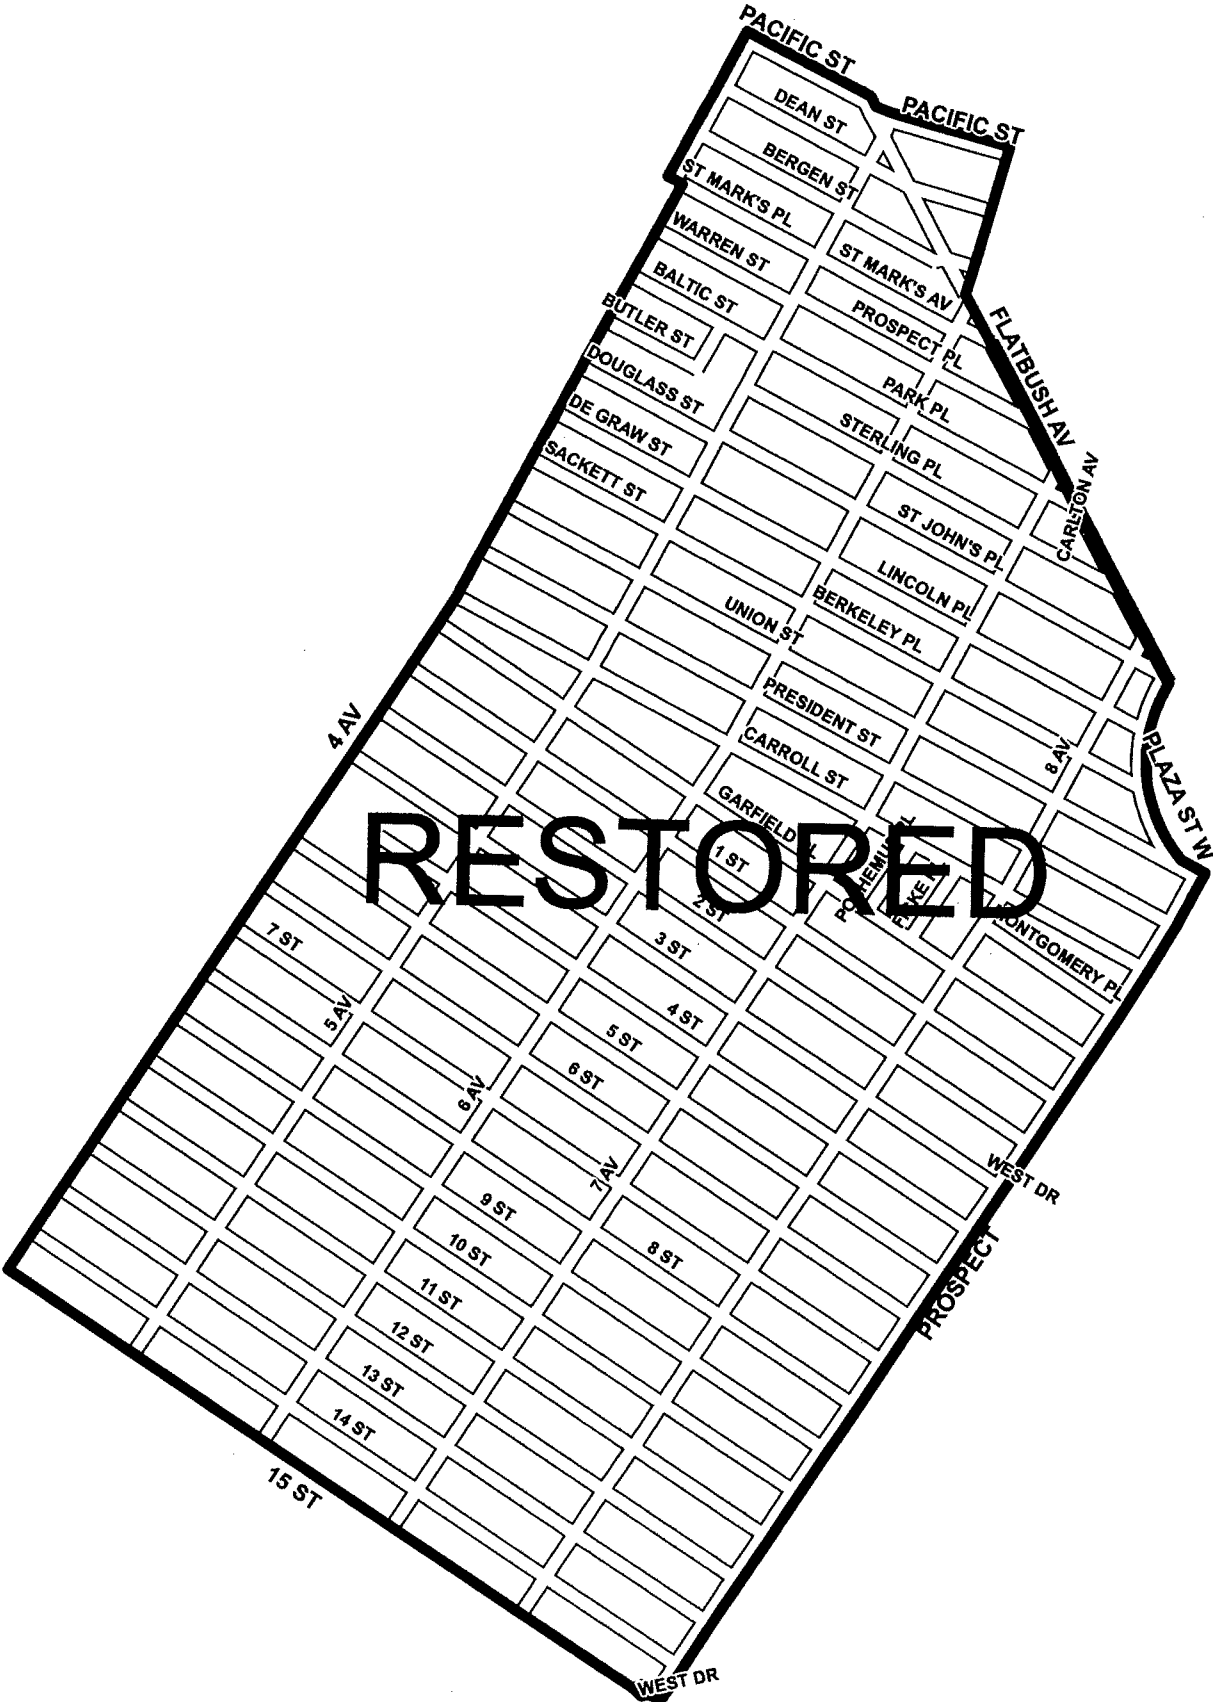 PACIFIC ST
PACIFIC ST
DEAN ST
BERGEN ST
ST MARK'S PL
WARREN ST
ST MARK'S AV
BALTIC ST
PROSPECT PL
BUTLER ST
FLATBUSH AV
DOUGLASS ST
PARK PL
DE GRAW ST
STERLING PL
SACKETT ST
CARLTON AV
ST JOHN'S PL
LINCOLN PL
UNION ST
BERKELEY PL
PRESIDENT ST
4 AV
CARROLL ST
8 AV
PLAZA ST W
GARFIELD
RESTORED
1 ST
2 ST
3 ST
MONTGOMERY PL
7 ST
4 ST
5 AV
5 ST
6 ST
6 AV
7 AV
WEST DR
9 ST
8 ST
PROSPECT
10 ST
11 ST
12 ST
13 ST
14 ST
15 ST
WEST DR